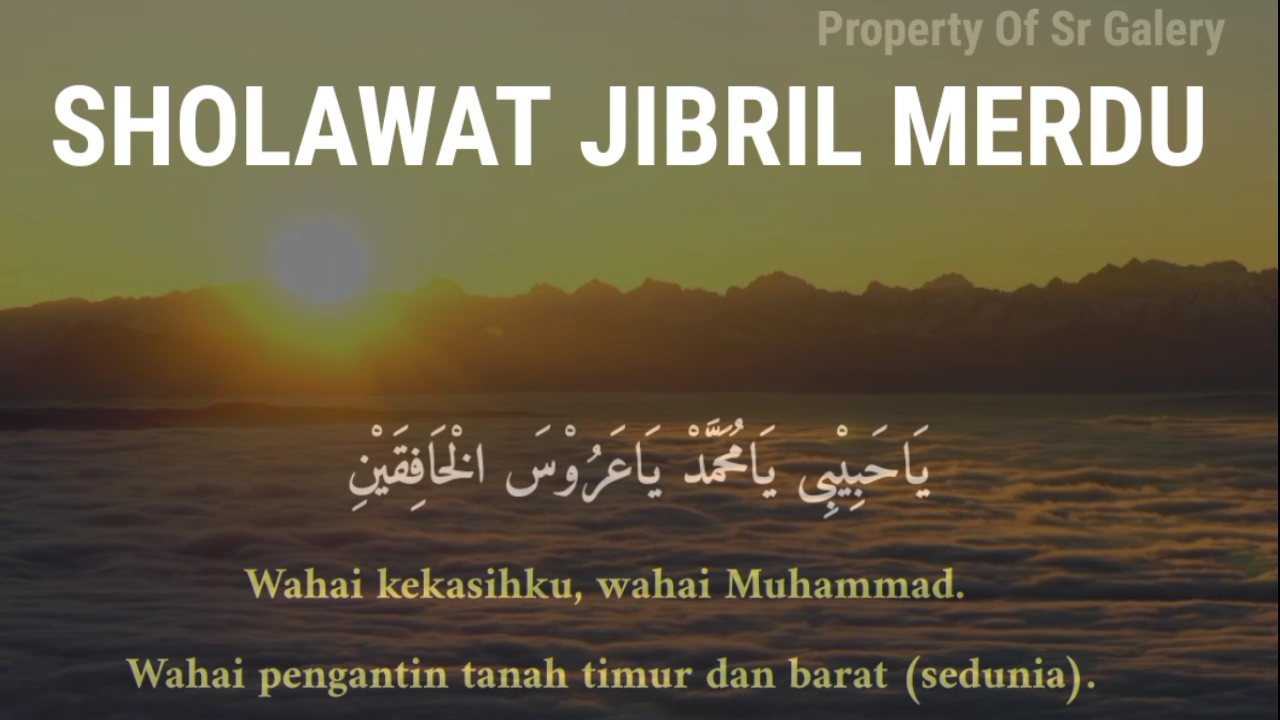 Property Of Sr Galery
SHOLAWAT JIBRIL MERDU
يَاحَبِيْبِى يَامُحَمَّدْ يَاعَرُوْسَ الْخَافِقَيْنِ
Wahai kekasihku, wahai Muhammad.
Wahai pengantin tanah timur dan barat (sedunia).